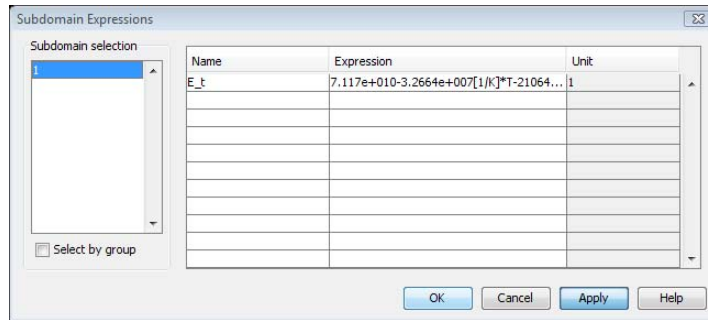 Subdomain Expressions
Subdomain selection
1
Select by group
Name Expression Unit
E_t 7.117e+010-3.2664e+007[1/K]*T-21064... 1
OK Cancel Apply Help